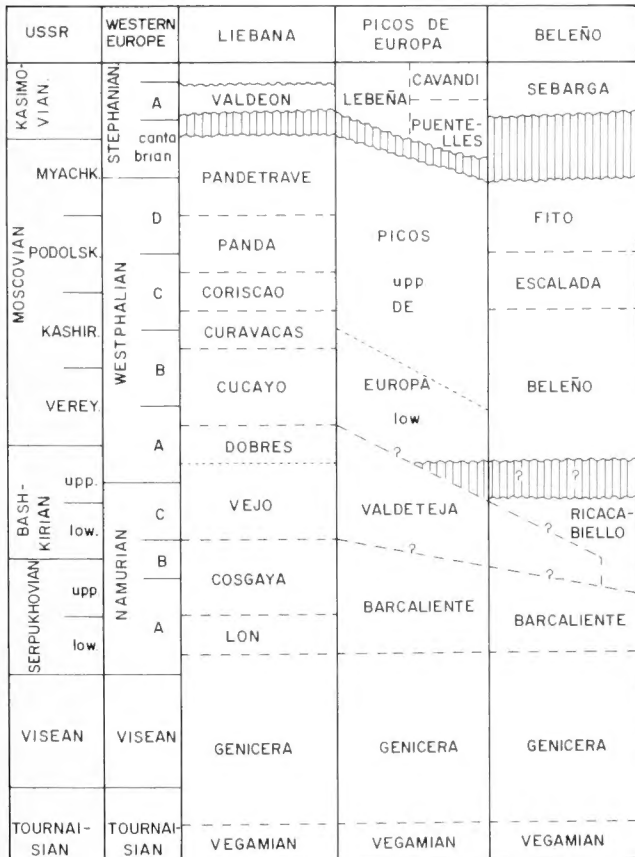 USSR
WESTERN
EUROPE
LIEBANA
PICOS DE
EUROPA
BELEÑO
KASIMO-
VIAN.
MOSCOVIAN
MYACHK.
PODOLSK.
KASHIR.
VEREY.
BASH-
KIRIAN
upp.
low.
SERPUKHOVIAN
upp.
low.
VISEAN
TOURNAI-
SIAN
STEPHANIAN.
A
canta
brian
WESTPHALIAN
D
C
B
A
NAMURIAN
C
B
A
VISEAN
TOURNAI-
SIAN
VALDEON
PANDETRAVE
PANDA
CORISCAO
CURAVACAS
CUCAYO
DOBRES
VEJO
COSGAYA
LON
GENICERA
VEGAMIAN
LEBEÑA
CAVANDI
PUENTE-
LLES
PICOS
upp
DE
EUROPA
low
?
VALDETEJA
?
BARCALIENTE
GENICERA
VEGAMIAN
SEBARGA
FITO
ESCALADA
BELEÑO
? ?
RICACA-
BIELLO
?
?
BARCALIENTE
GENICERA
VEGAMIAN